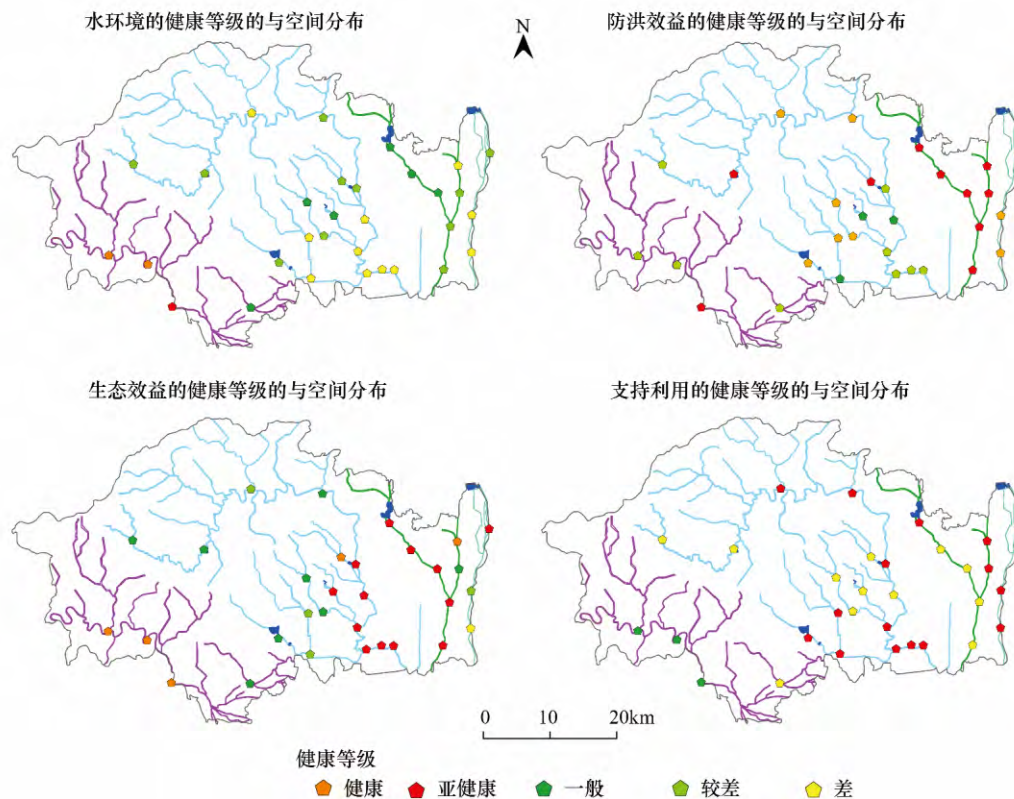 水环境的健康等级的与空间分布
N
防洪效益的健康等级的与空间分布
生态效益的健康等级的与空间分布
支持利用的健康等级的与空间分布
0 10 20km
健康等级
健康 亚健康 一般 较差 差